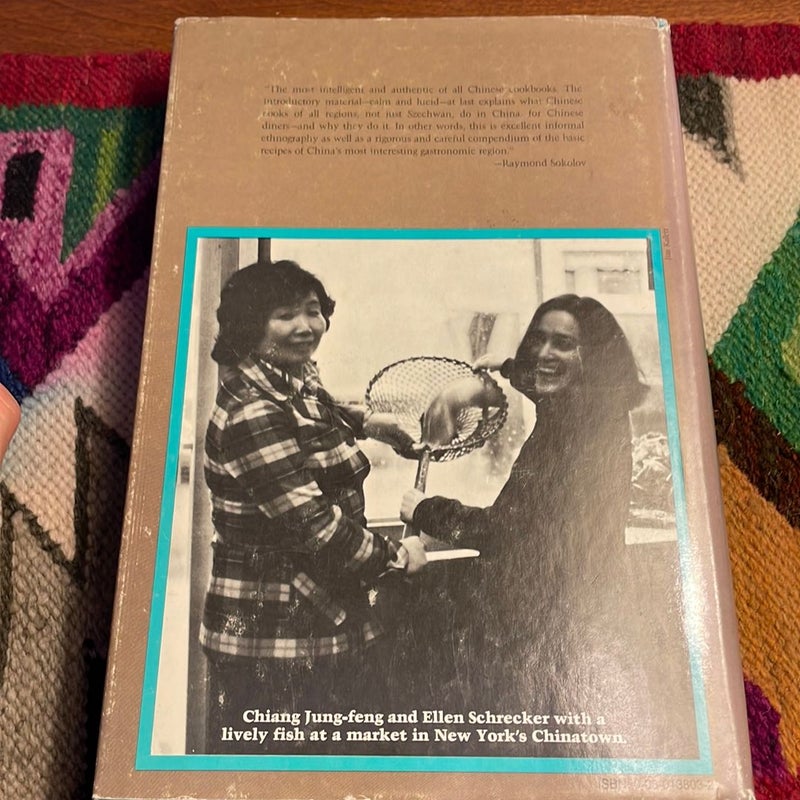 "The most intelligent and authentic of all Chinese cookbooks. The
introductory material—calm and lucid—at last explains what Chinese
cooks of all regions, not just Szechwan, do in China for Chinese
diners—and why they do it. In other words, this is excellent informal
ethnography as well as a rigorous and careful compendium of the basic
recipes of China's most interesting gastronomic region."
—Raymond Sokolov
Jim Kalett
Chiang Jung-feng and Ellen Schrecker with a
lively fish at a market in New York's Chinatown.
ISBN